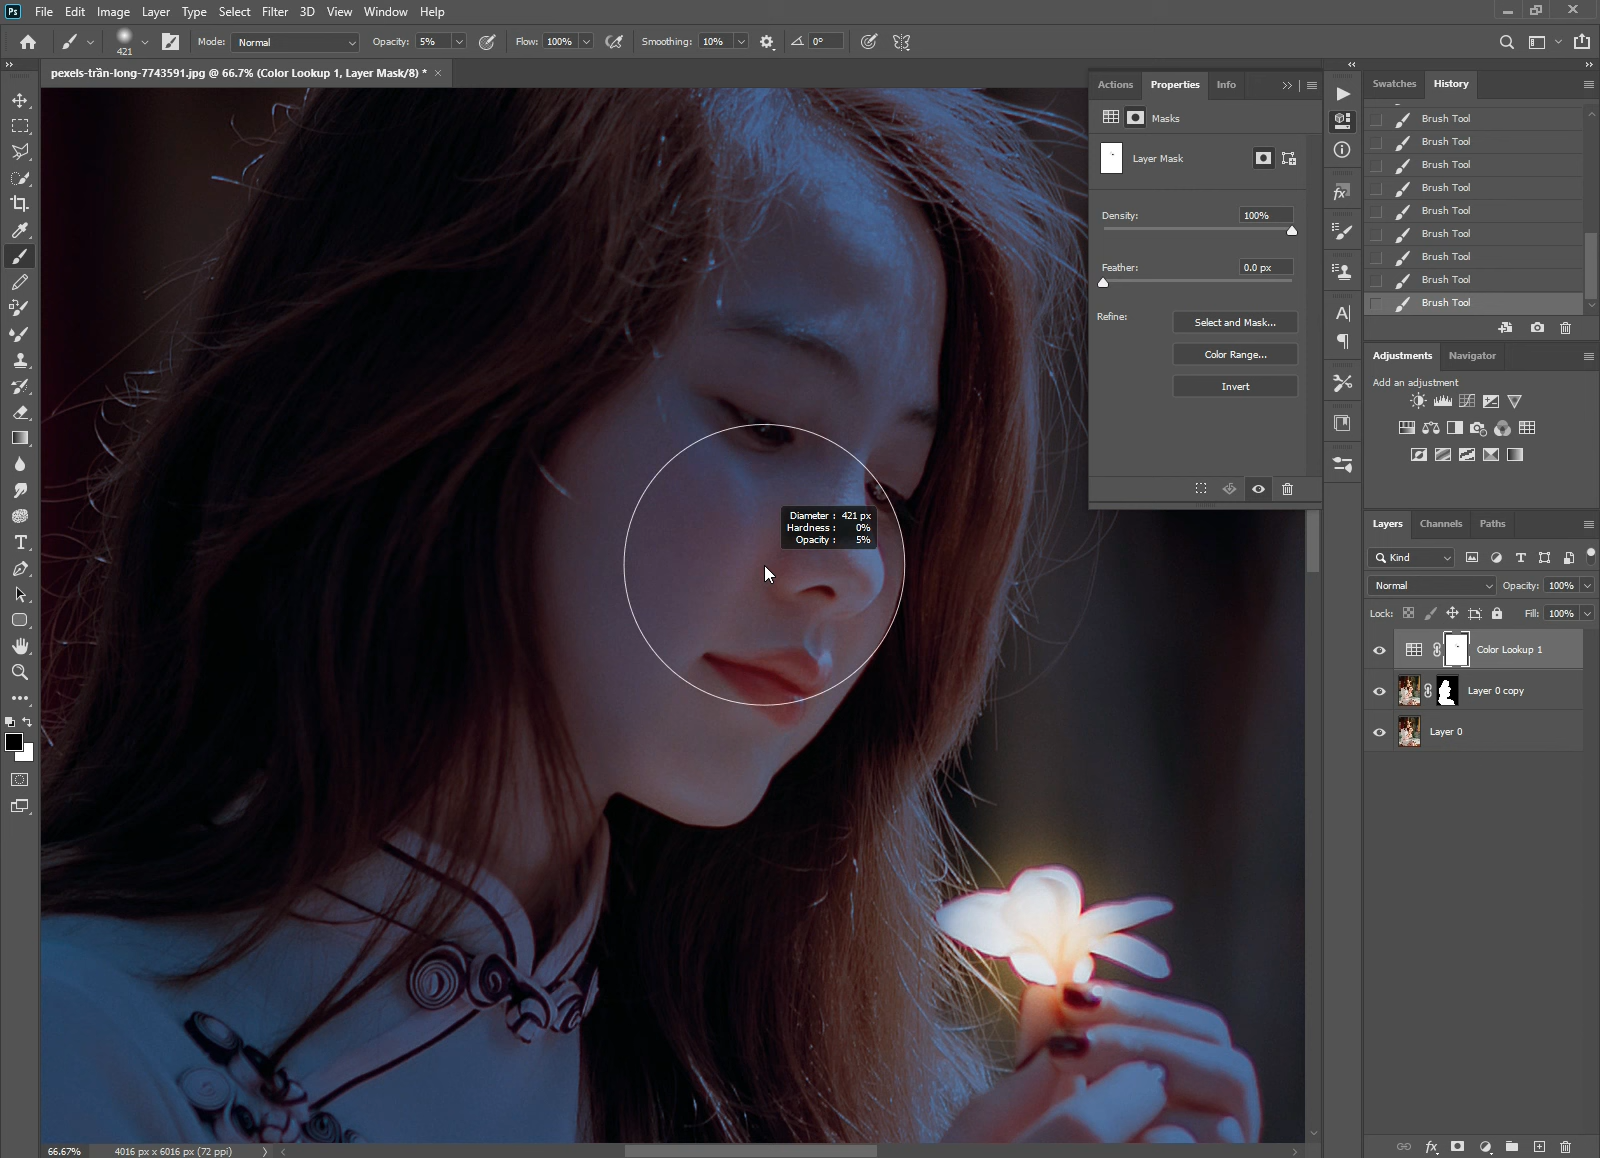 Ps File Edit Image Layer Type Select Filter 3D View Window Help
421 Mode: Normal Opacity: 5% Flow: 100% Smoothing: 10% 0°
pexels-trần-long-7743591.jpg @ 66.7% (Color Lookup 1, Layer Mask/8) * ×
Actions Properties Info
Masks
Layer Mask
Density: 100%
Feather: 0.0 px
Refine: Select and Mask...
Color Range...
Invert
Diameter : 421 px
Hardness : 0%
Opacity : 5%
Swatches History
Brush Tool
Brush Tool
Brush Tool
Brush Tool
Brush Tool
Brush Tool
Brush Tool
Brush Tool
Brush Tool
Adjustments Navigator
Add an adjustment
Layers Channels Paths
Kind
Normal Opacity: 100%
Lock: Fill: 100%
Color Lookup 1
Layer 0 copy
Layer 0
66.67% 4016 px x 6016 px (72 ppi)